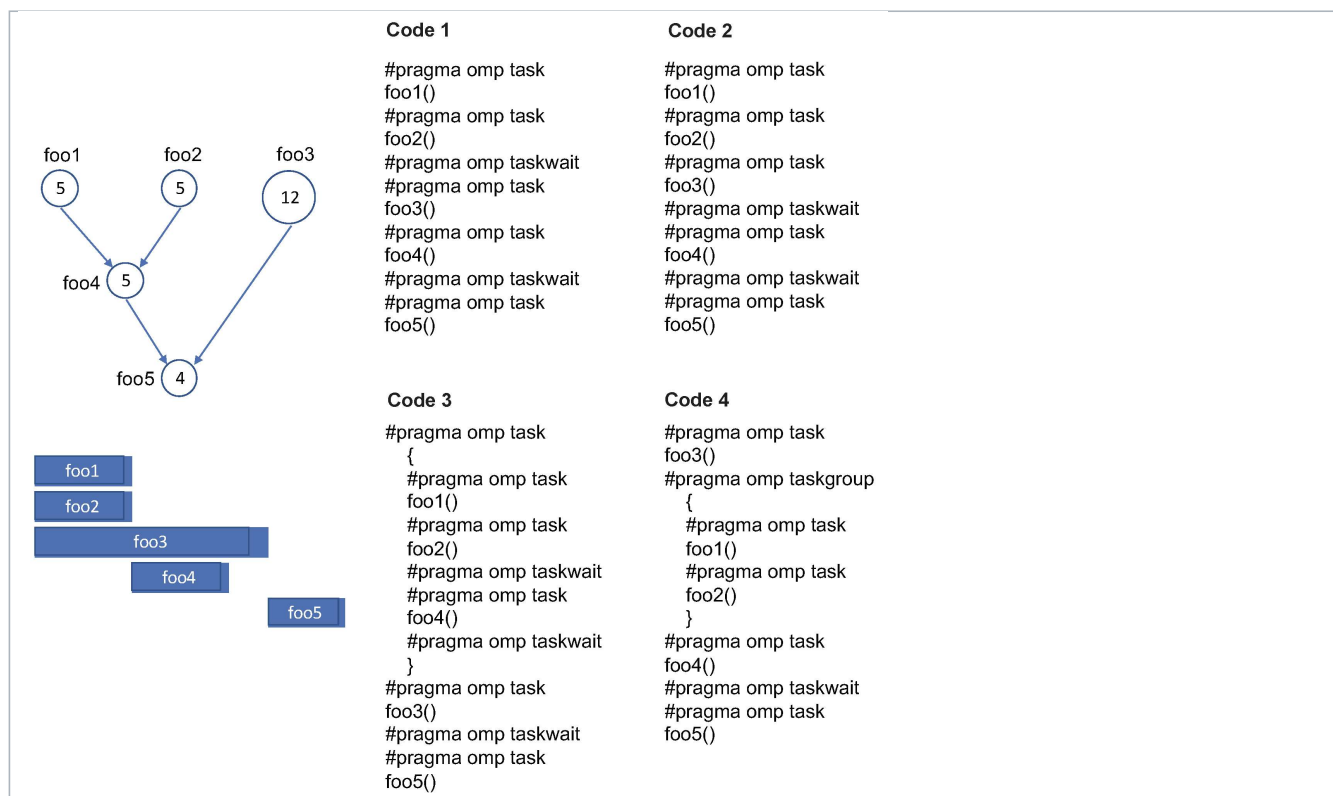 foo1
foo2
foo3
5
5
12
foo4
5
foo5
4
foo1
foo2
foo3
foo4
foo5
Code 1
#pragma omp task
foo1()
#pragma omp task
foo2()
#pragma omp taskwait
#pragma omp task
foo3()
#pragma omp task
foo4()
#pragma omp taskwait
#pragma omp task
foo5()
Code 2
#pragma omp task
foo1()
#pragma omp task
foo2()
#pragma omp task
foo3()
#pragma omp taskwait
#pragma omp task
foo4()
#pragma omp taskwait
#pragma omp task
foo5()
Code 3
#pragma omp task
{
#pragma omp task
foo1()
#pragma omp task
foo2()
#pragma omp taskwait
#pragma omp task
foo4()
#pragma omp taskwait
}
#pragma omp task
foo3()
#pragma omp taskwait
#pragma omp task
foo5()
Code 4
#pragma omp task
foo3()
#pragma omp taskgroup
{
#pragma omp task
foo1()
#pragma omp task
foo2()
}
#pragma omp task
foo4()
#pragma omp taskwait
#pragma omp task
foo5()